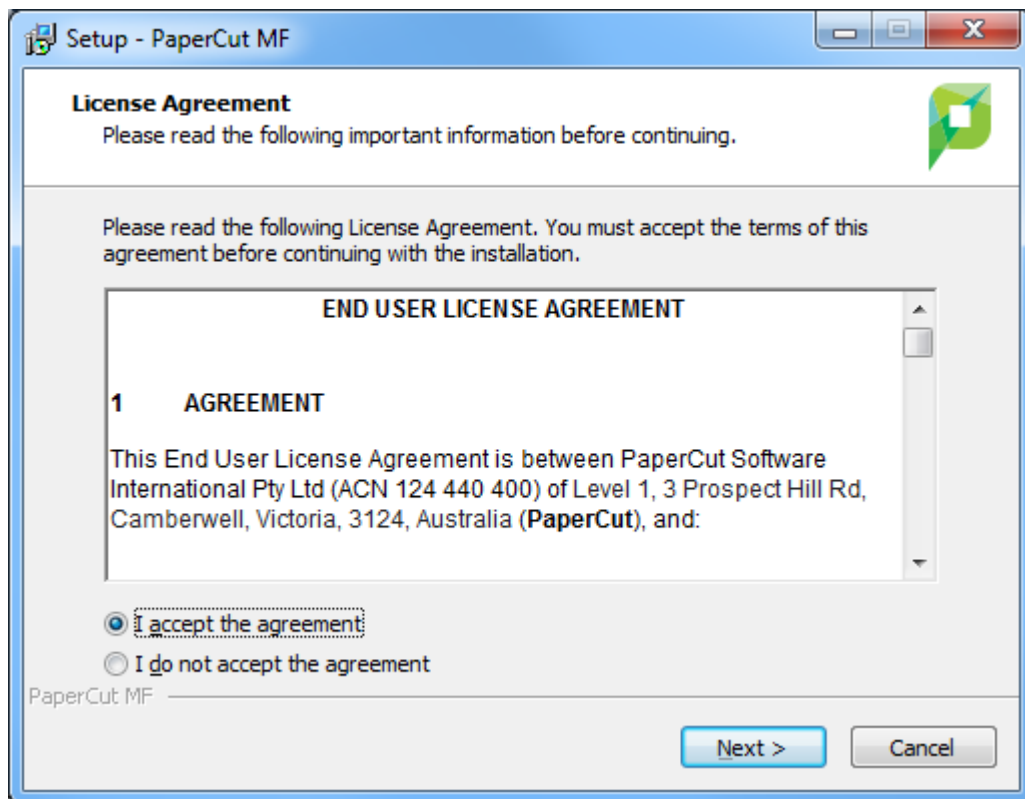 Setup - PaperCut MF
License Agreement
Please read the following important information before continuing.
Please read the following License Agreement. You must accept the terms of this
agreement before continuing with the installation.
END USER LICENSE AGREEMENT
1 AGREEMENT
This End User License Agreement is between PaperCut Software
International Pty Ltd (ACN 124 440 400) of Level 1, 3 Prospect Hill Rd,
Camberwell, Victoria, 3124, Australia (PaperCut), and:
I accept the agreement
I do not accept the agreement
PaperCut MF
Next >
Cancel